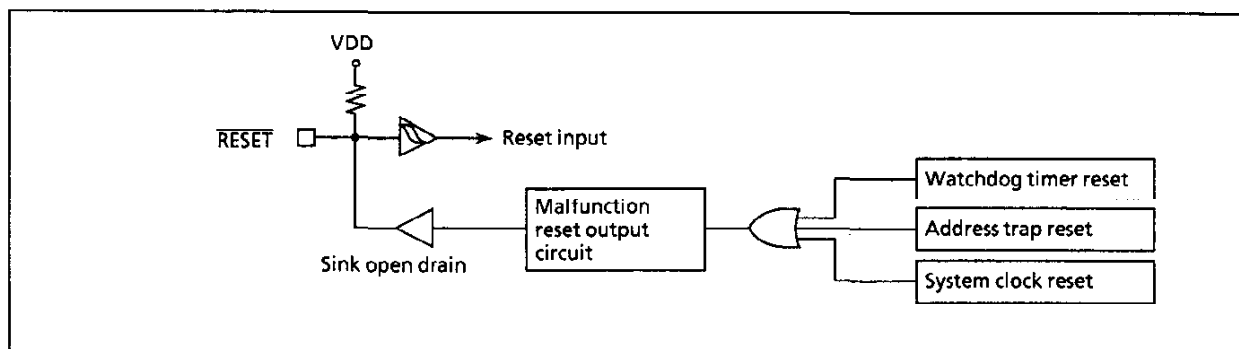 VDD
RESET
Reset input
Watchdog timer reset
Malfunction
reset output
circuit
Address trap reset
Sink open drain
System clock reset